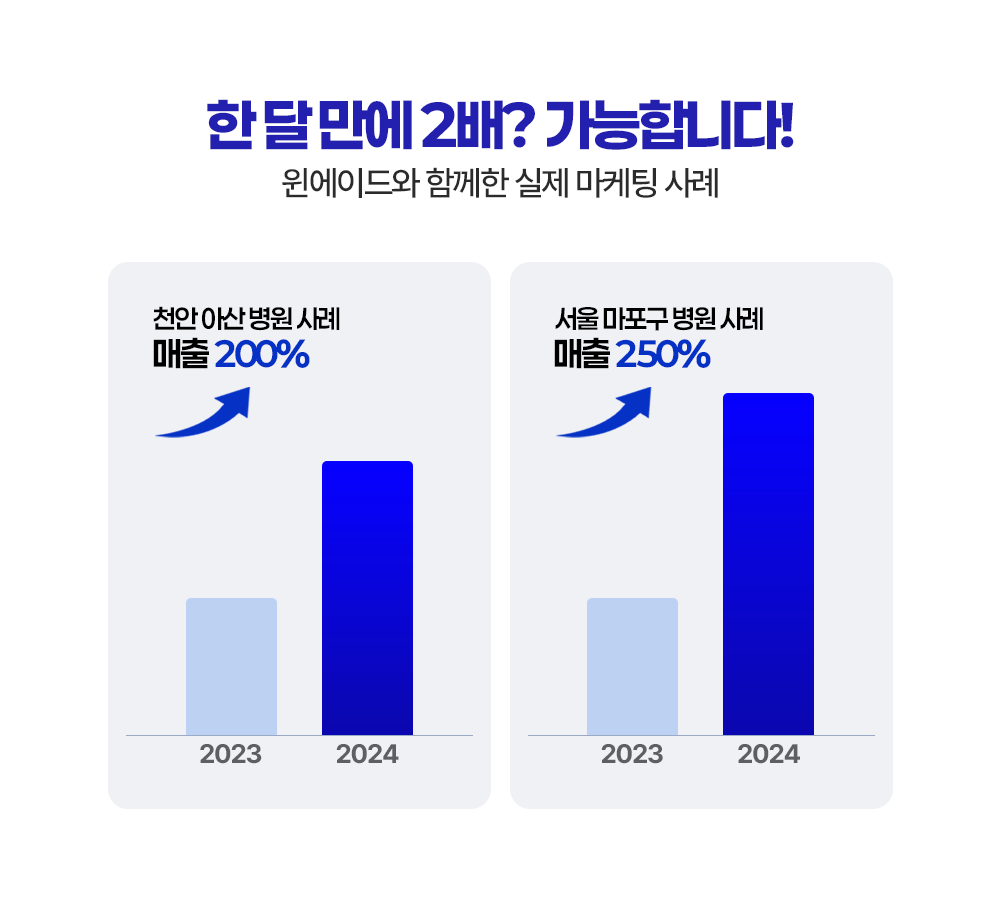 한 달 만에 2배? 가능합니다!
윈에이드와 함께한 실제 마케팅 사례
천안 아산 병원 사례
매출 200%
2023
2024
서울 마포구 병원 사례
매출 250%
2023
2024